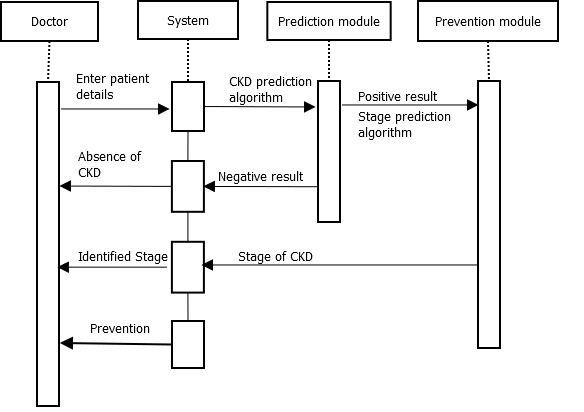 Doctor
System
Prediction module
Prevention module
Enter patient
details
CKD prediction
algorithm
Positive result
Stage prediction
algorithm
Absence of
CKD
Negative result
Identified Stage
Stage of CKD
Prevention